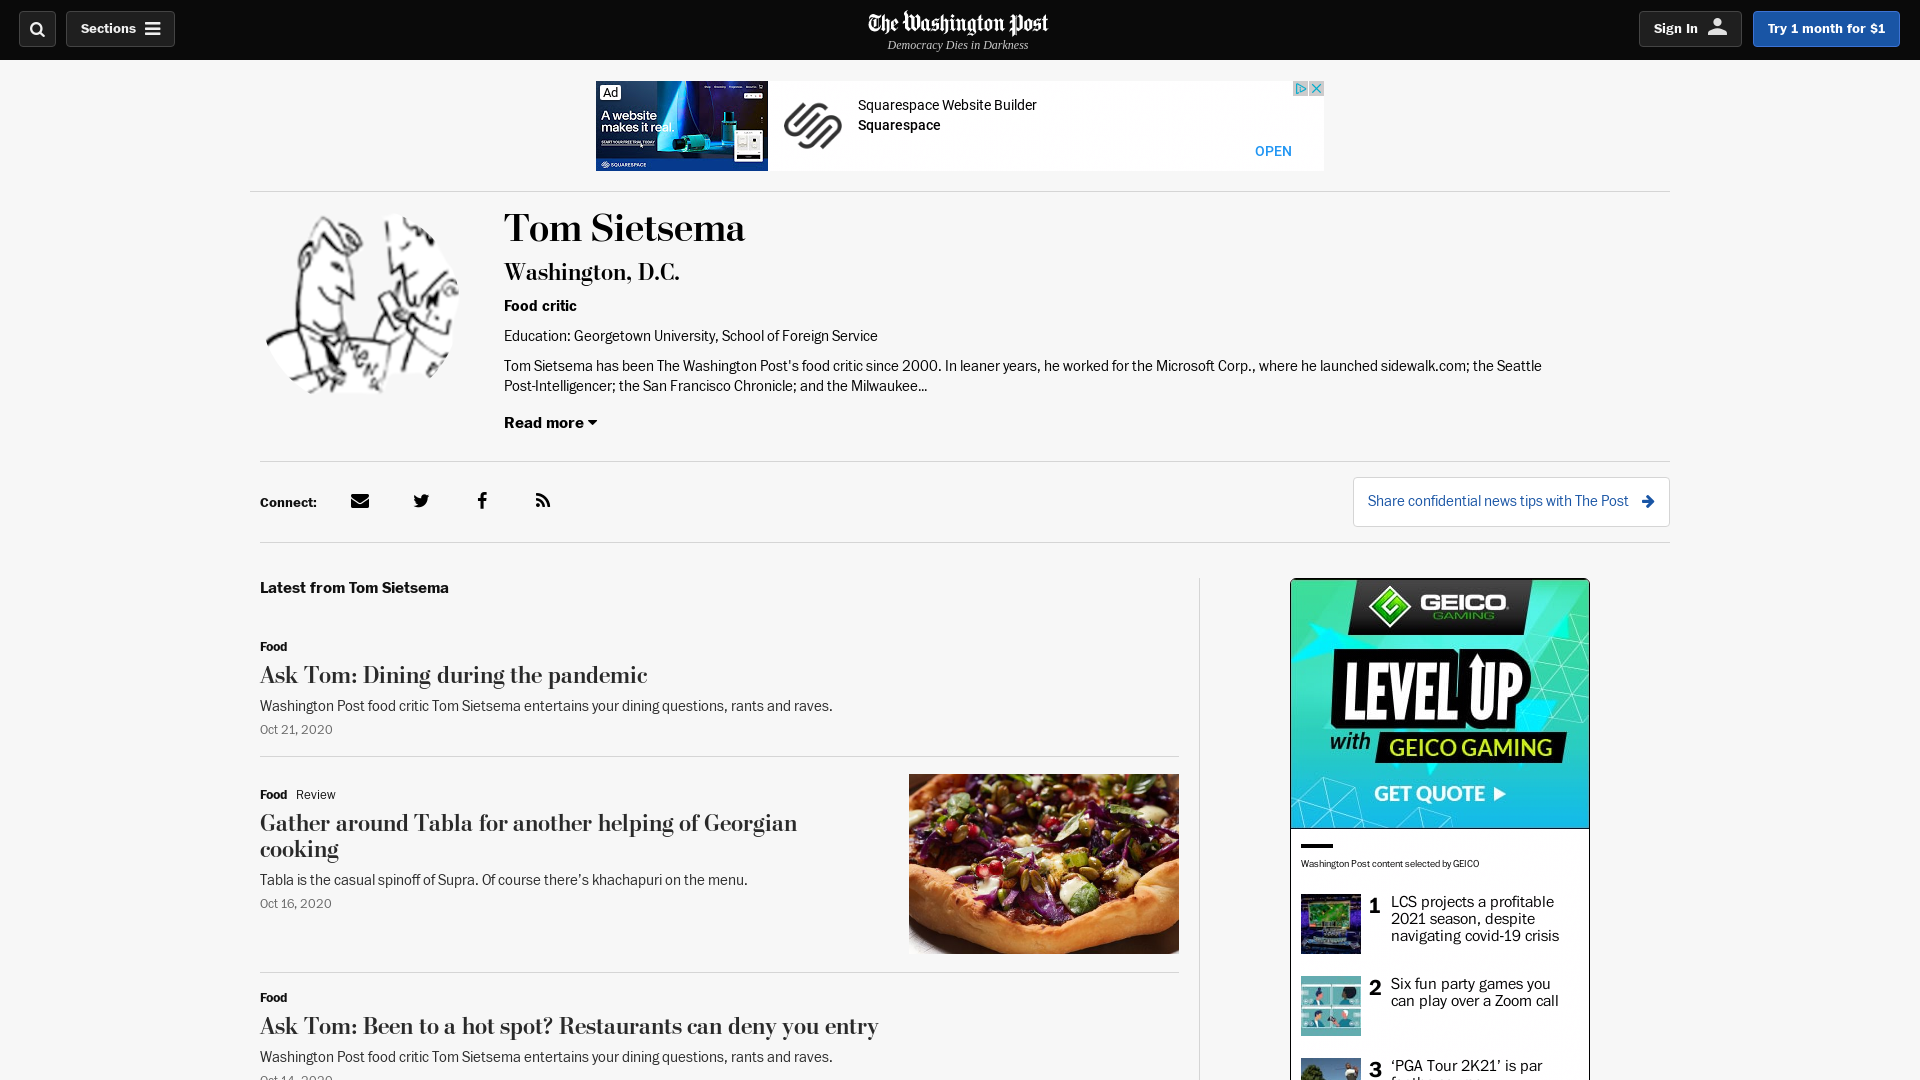 Sections
The Washington Post
Democracy Dies in Darkness
Sign In
Try 1 month for $1
Ad
A website
makes it real.
START YOUR FREE TRIAL TODAY
SQUARESPACE
Squarespace Website Builder
Squarespace
OPEN
Tom Sietsema
Washington, D.C.
Food critic
Education: Georgetown University, School of Foreign Service
Tom Sietsema has been The Washington Post's food critic since 2000. In leaner years, he worked for the Microsoft Corp., where he launched sidewalk.com; the Seattle
Post-Intelligencer; the San Francisco Chronicle; and the Milwaukee...
Read more
Connect:
Share confidential news tips with The Post
Latest from Tom Sietsema
Food
Ask Tom: Dining during the pandemic
Washington Post food critic Tom Sietsema entertains your dining questions, rants and raves.
Oct 21, 2020
Food Review
Gather around Tabla for another helping of Georgian
cooking
Tabla is the casual spinoff of Supra. Of course there’s khachapuri on the menu.
Oct 16, 2020
Food
Ask Tom: Been to a hot spot? Restaurants can deny you entry
Washington Post food critic Tom Sietsema entertains your dining questions, rants and raves.
Oct 14, 2020
GEICO
GAMING
LEVEL UP
with GEICO GAMING
GET QUOTE
Washington Post content selected by GEICO
1 LCS projects a profitable
2021 season, despite
navigating covid-19 crisis
2 Six fun party games you
can play over a Zoom call
3 ‘PGA Tour 2K21’ is par